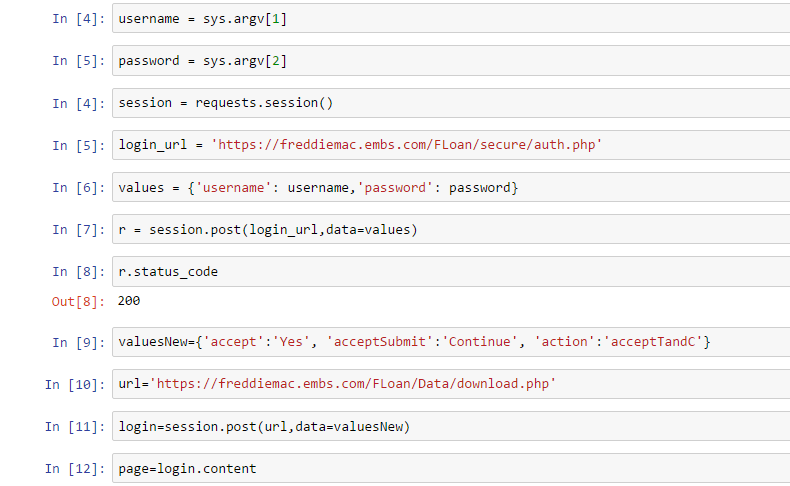 In [4]: username = sys.argv[1]
In [5]: password = sys.argv[2]
In [4]: session = requests.session()
In [5]: login_url = 'https://freddiemac.embs.com/FLoan/secure/auth.php'
In [6]: values = {'username': username,'password': password}
In [7]: r = session.post(login_url,data=values)
In [8]: r.status_code
Out[8]: 200
In [9]: valuesNew={'accept':'Yes', 'acceptSubmit':'Continue', 'action':'acceptTandC'}
In [10]: url='https://freddiemac.embs.com/FLoan/Data/download.php'
In [11]: login=session.post(url,data=valuesNew)
In [12]: page=login.content